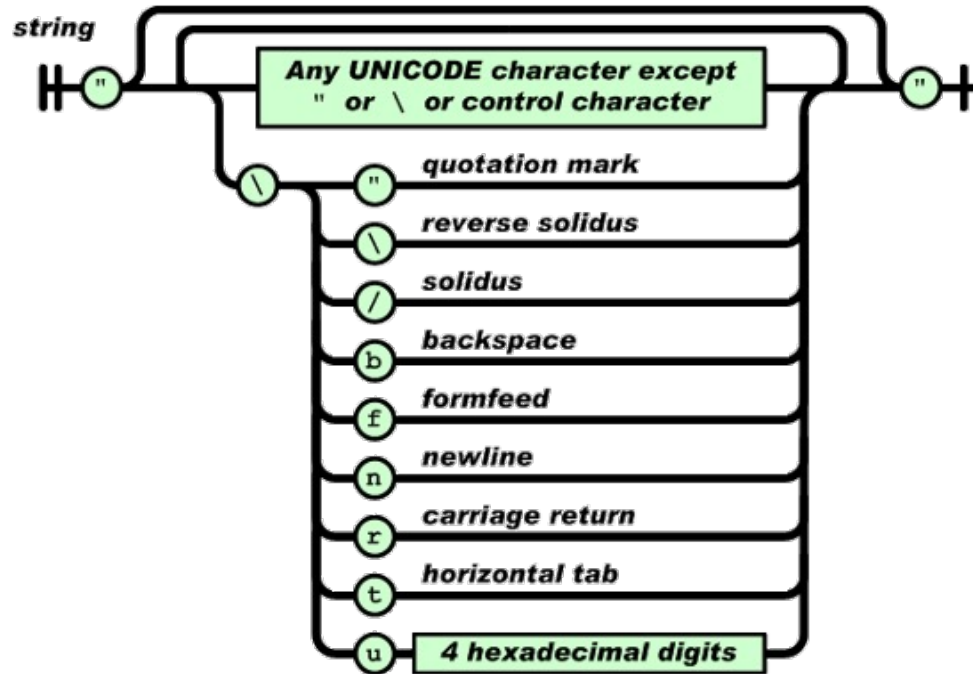 string
" Any UNICODE character except "
" or \ or control character
\ " quotation mark
\ reverse solidus
/ solidus
b backspace
f formfeed
n newline
r carriage return
t horizontal tab
u 4 hexadecimal digits